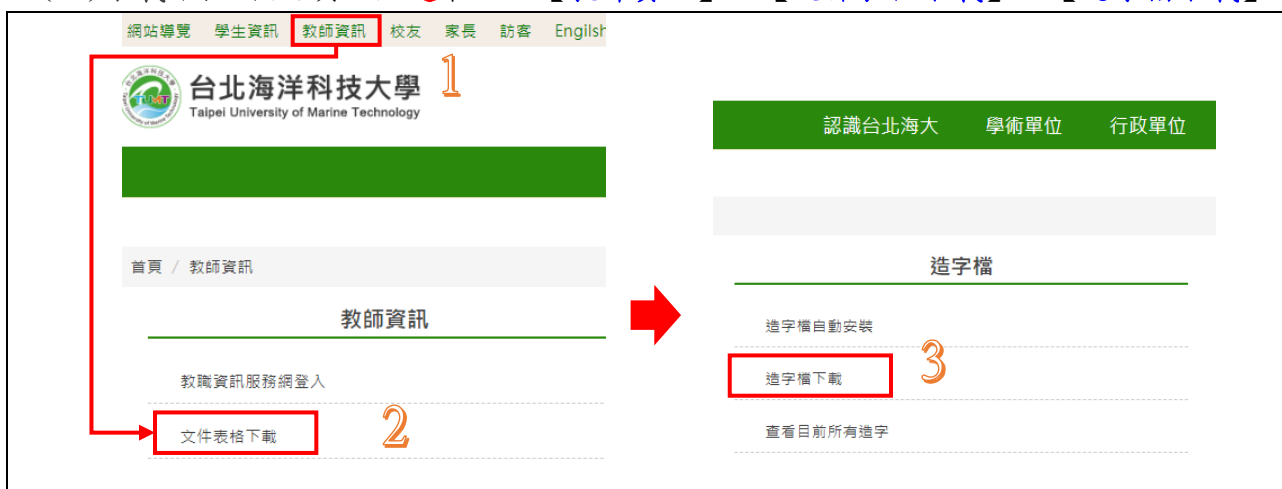 網站導覽 學生資訊 教師資訊 校友 家長 訪客 Engilsh
1
台北海洋科技大學
Taipei University of Marine Technology
TUMT
首頁 / 教師資訊
教師資訊
教職資訊服務網登入
文件表格下載
2
認識台北海大 學術單位 行政單位
造字檔
造字檔自動安裝
造字檔下載
3
查看目前所有造字